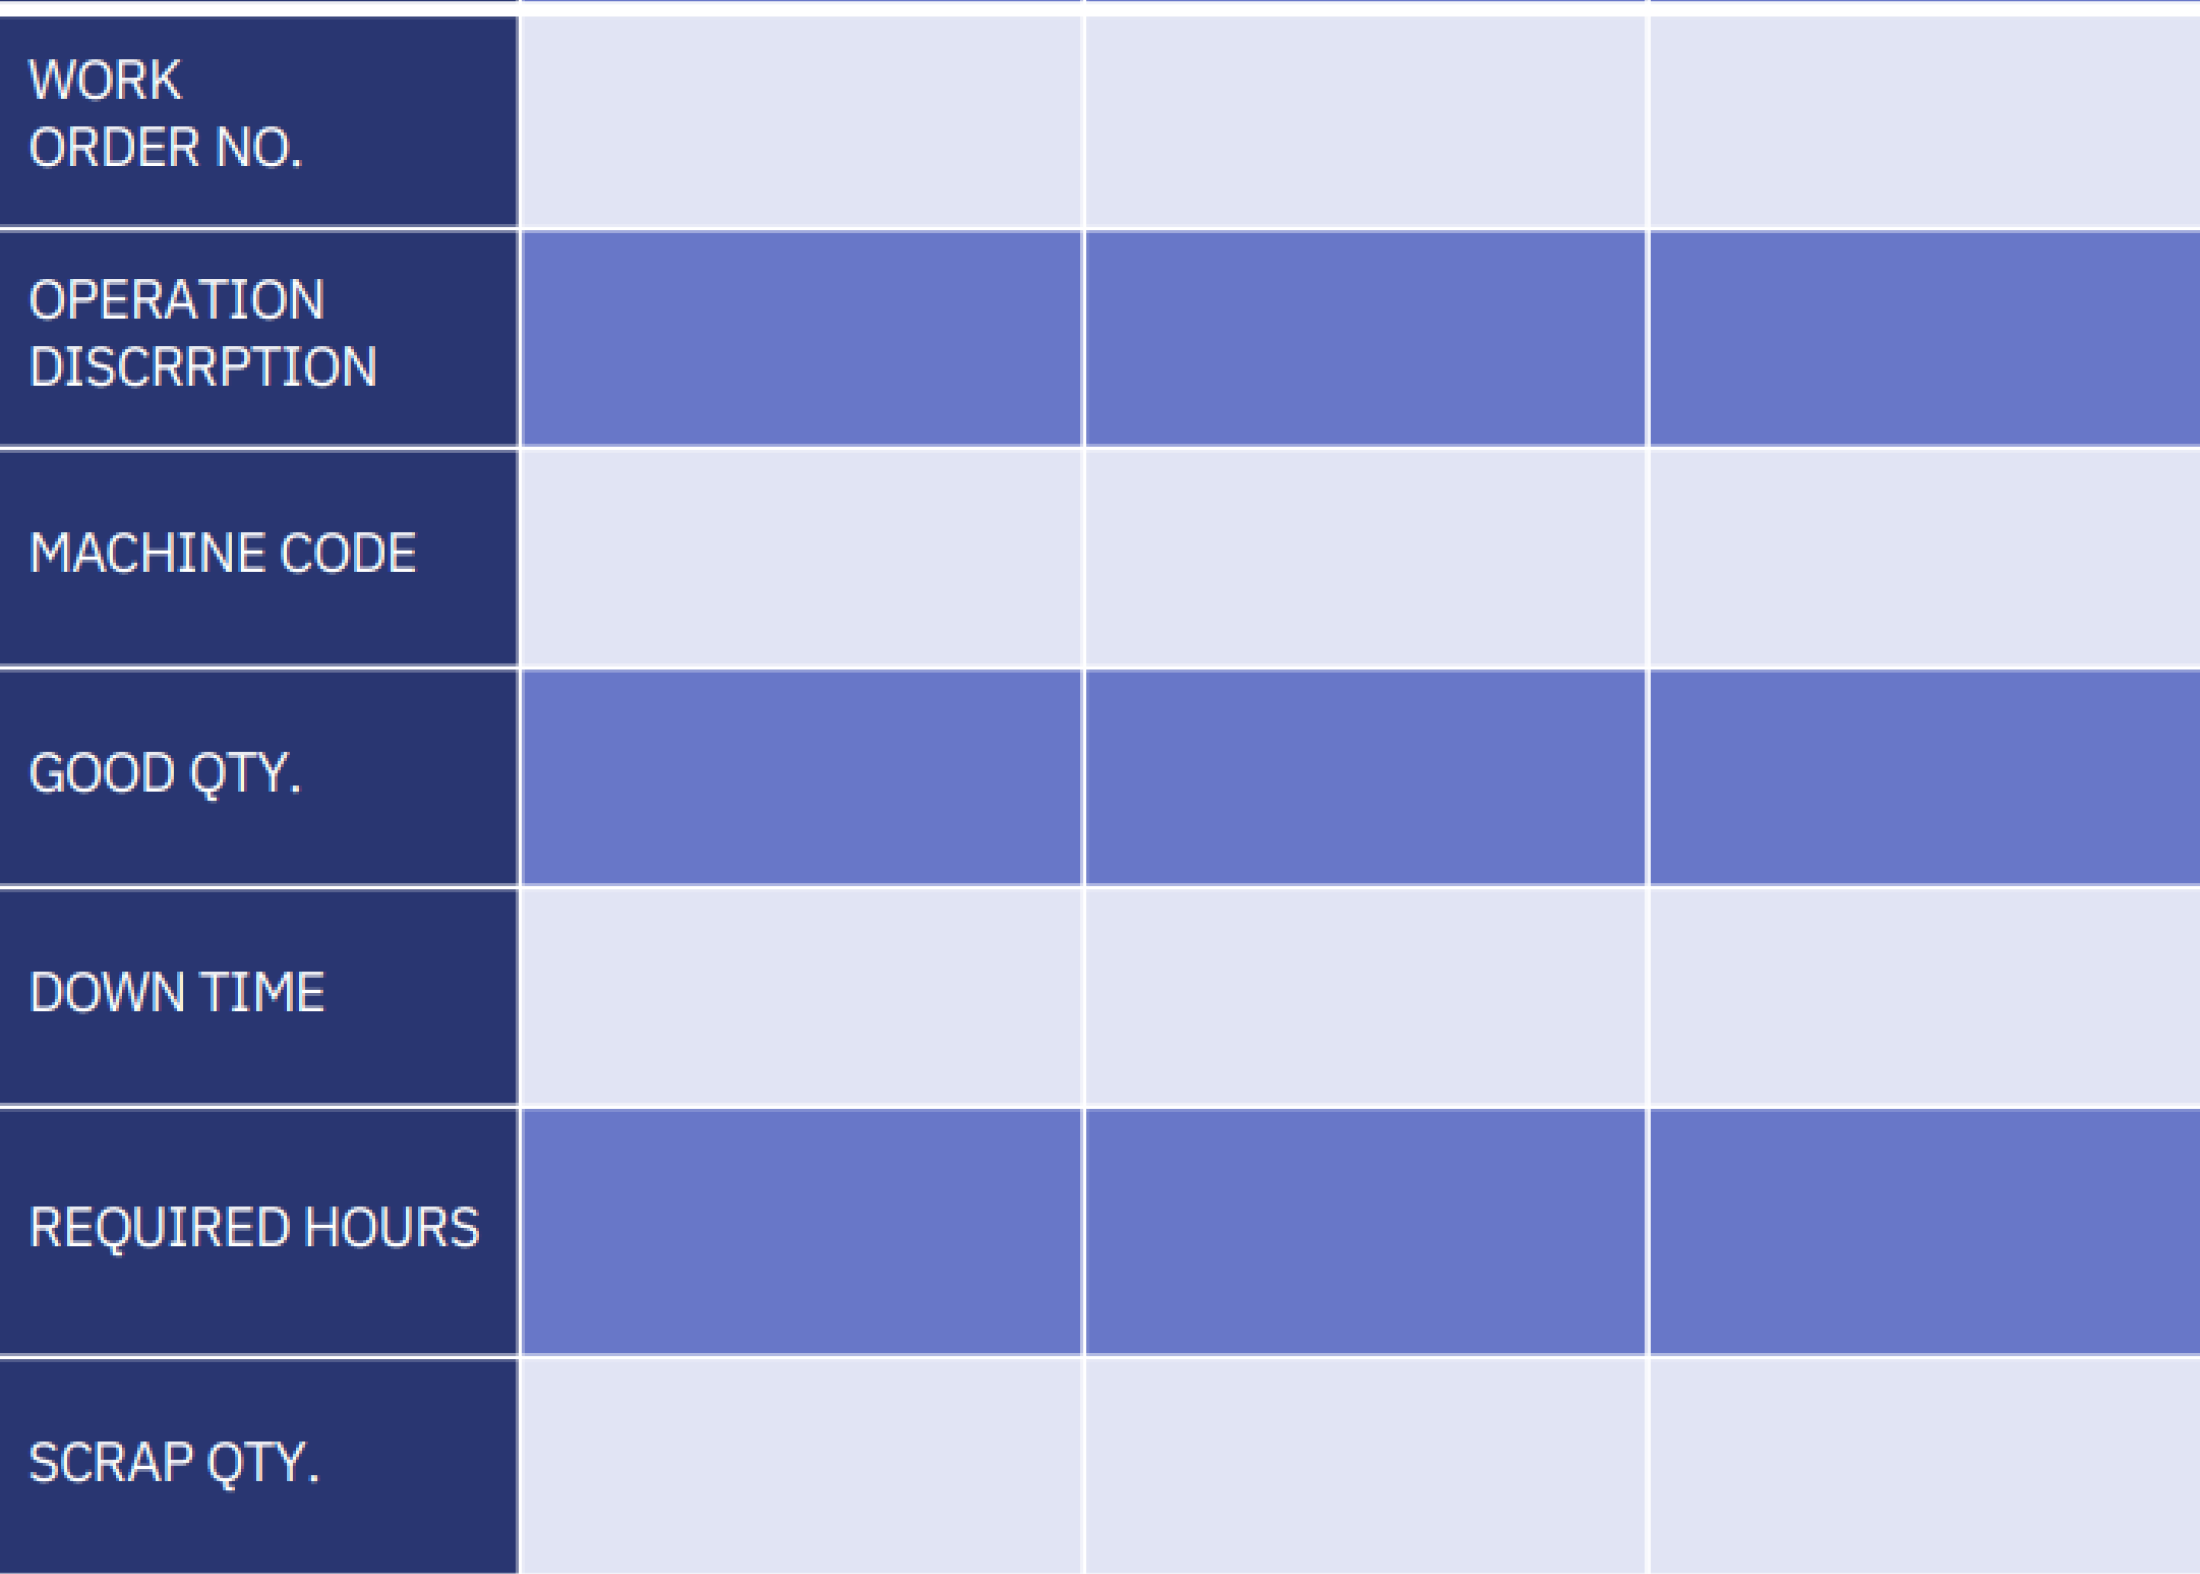 WORK
ORDER NO.
OPERATION
DISCRRPTION
MACHINE CODE
GOOD QTY.
DOWN TIME
REQUIRED HOURS
SCRAP QTY.